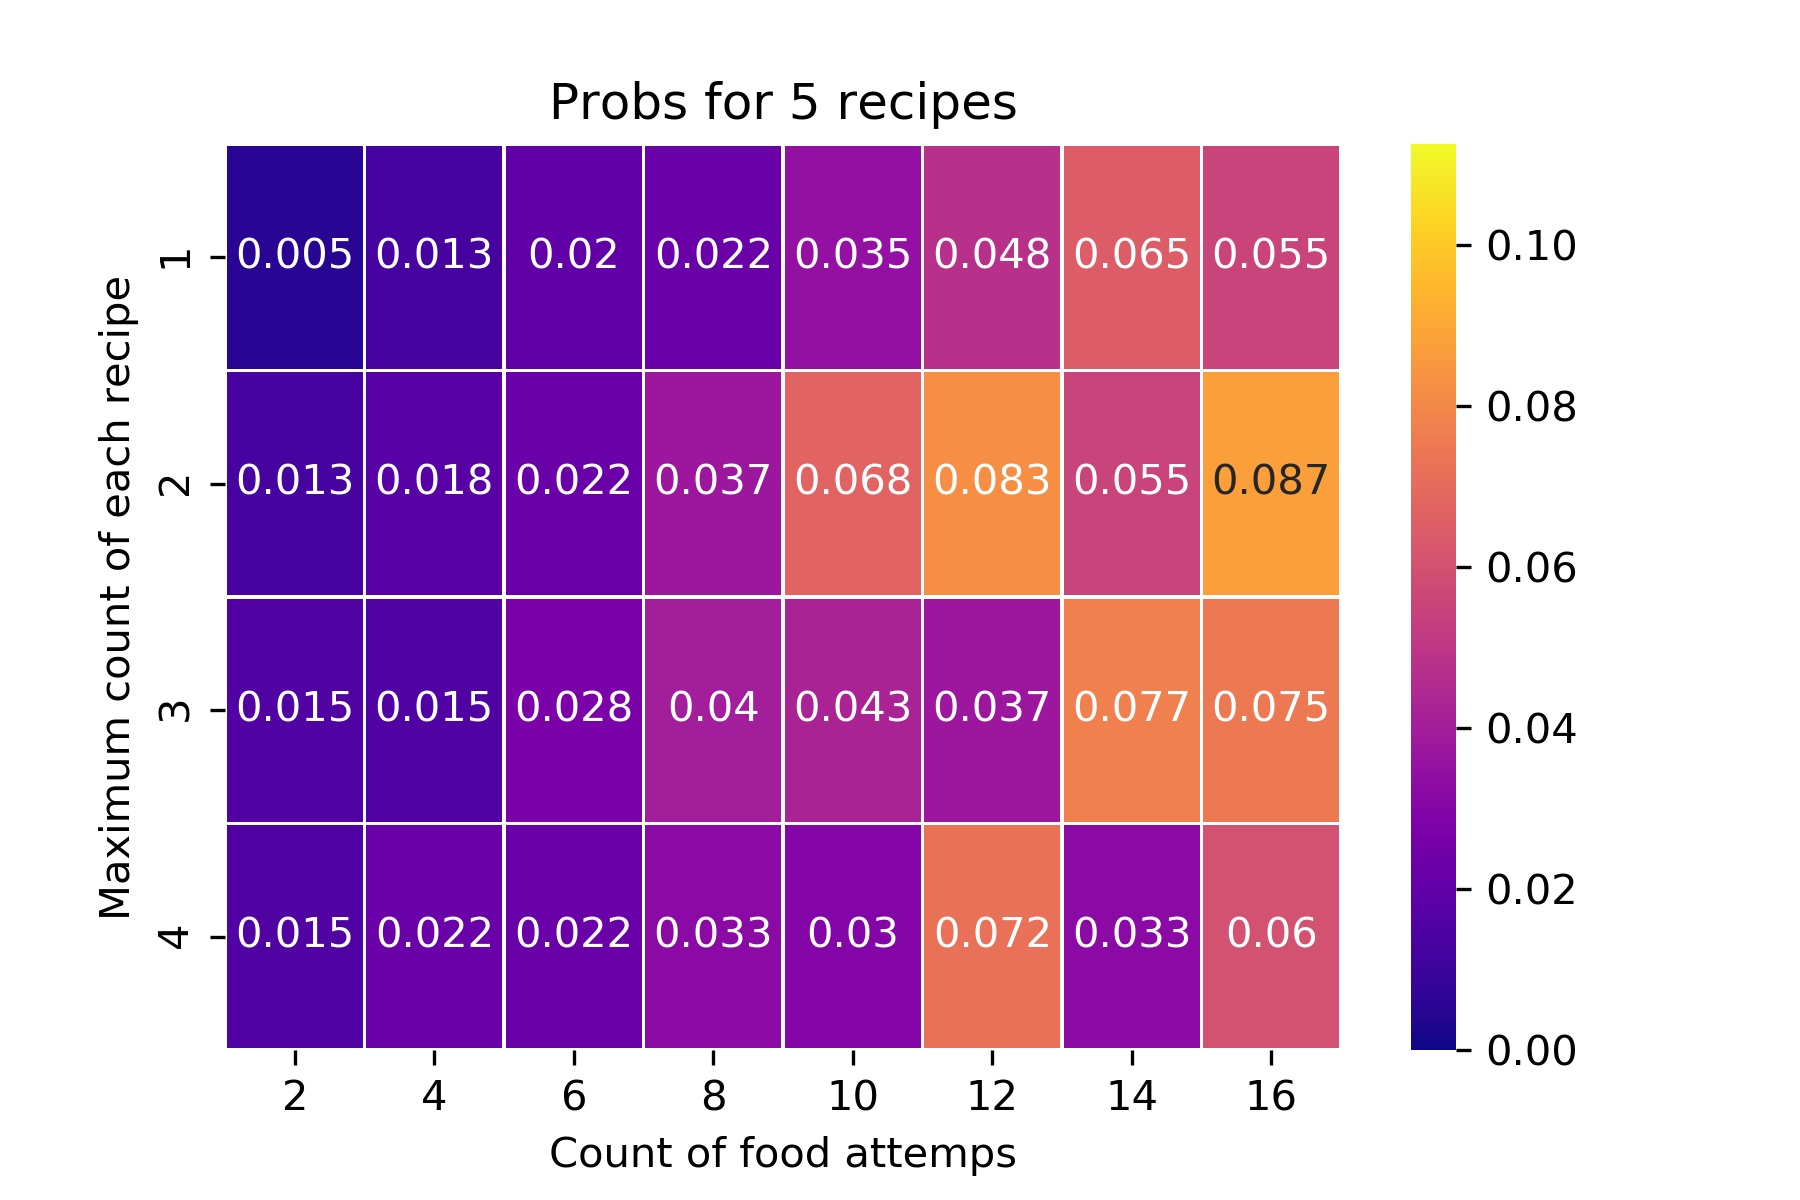 Probs for 5 recipes
Maximum count of each recipe
1 0.005 0.013 0.02 0.022 0.035 0.048 0.065 0.055
2 0.013 0.018 0.022 0.037 0.068 0.083 0.055 0.087
3 0.015 0.015 0.028 0.04 0.043 0.037 0.077 0.075
4 0.015 0.022 0.022 0.033 0.03 0.072 0.033 0.06
2 4 6 8 10 12 14 16
Count of food attemps
0.10
0.08
0.06
0.04
0.02
0.00